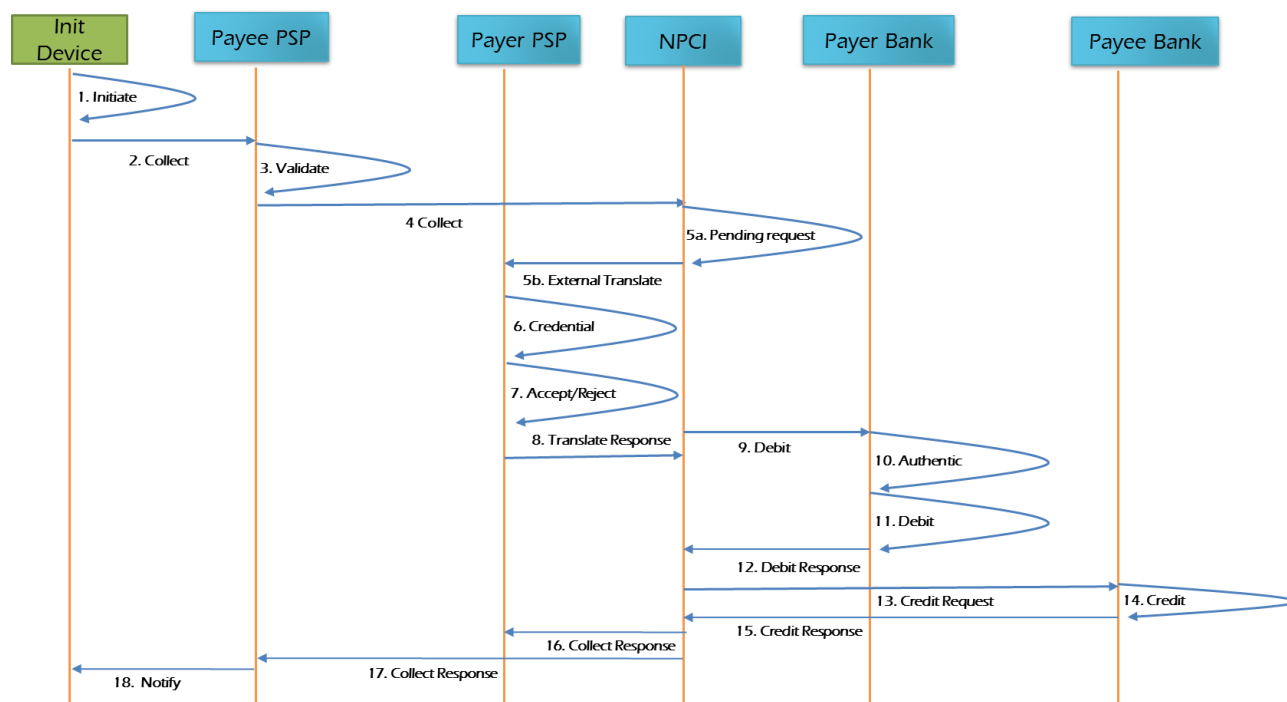 Init
Device
Payee PSP
Payer PSP
NPCI
Payer Bank
Payee Bank
1. Initiate
2. Collect
3. Validate
4 Collect
5a. Pending request
5b. External Translate
6. Credential
7. Accept/Reject
8. Translate Response
9. Debit
10. Authentic
11. Debit
12. Debit Response
13. Credit Request
14. Credit
15. Credit Response
16. Collect Response
17. Collect Response
18. Notify